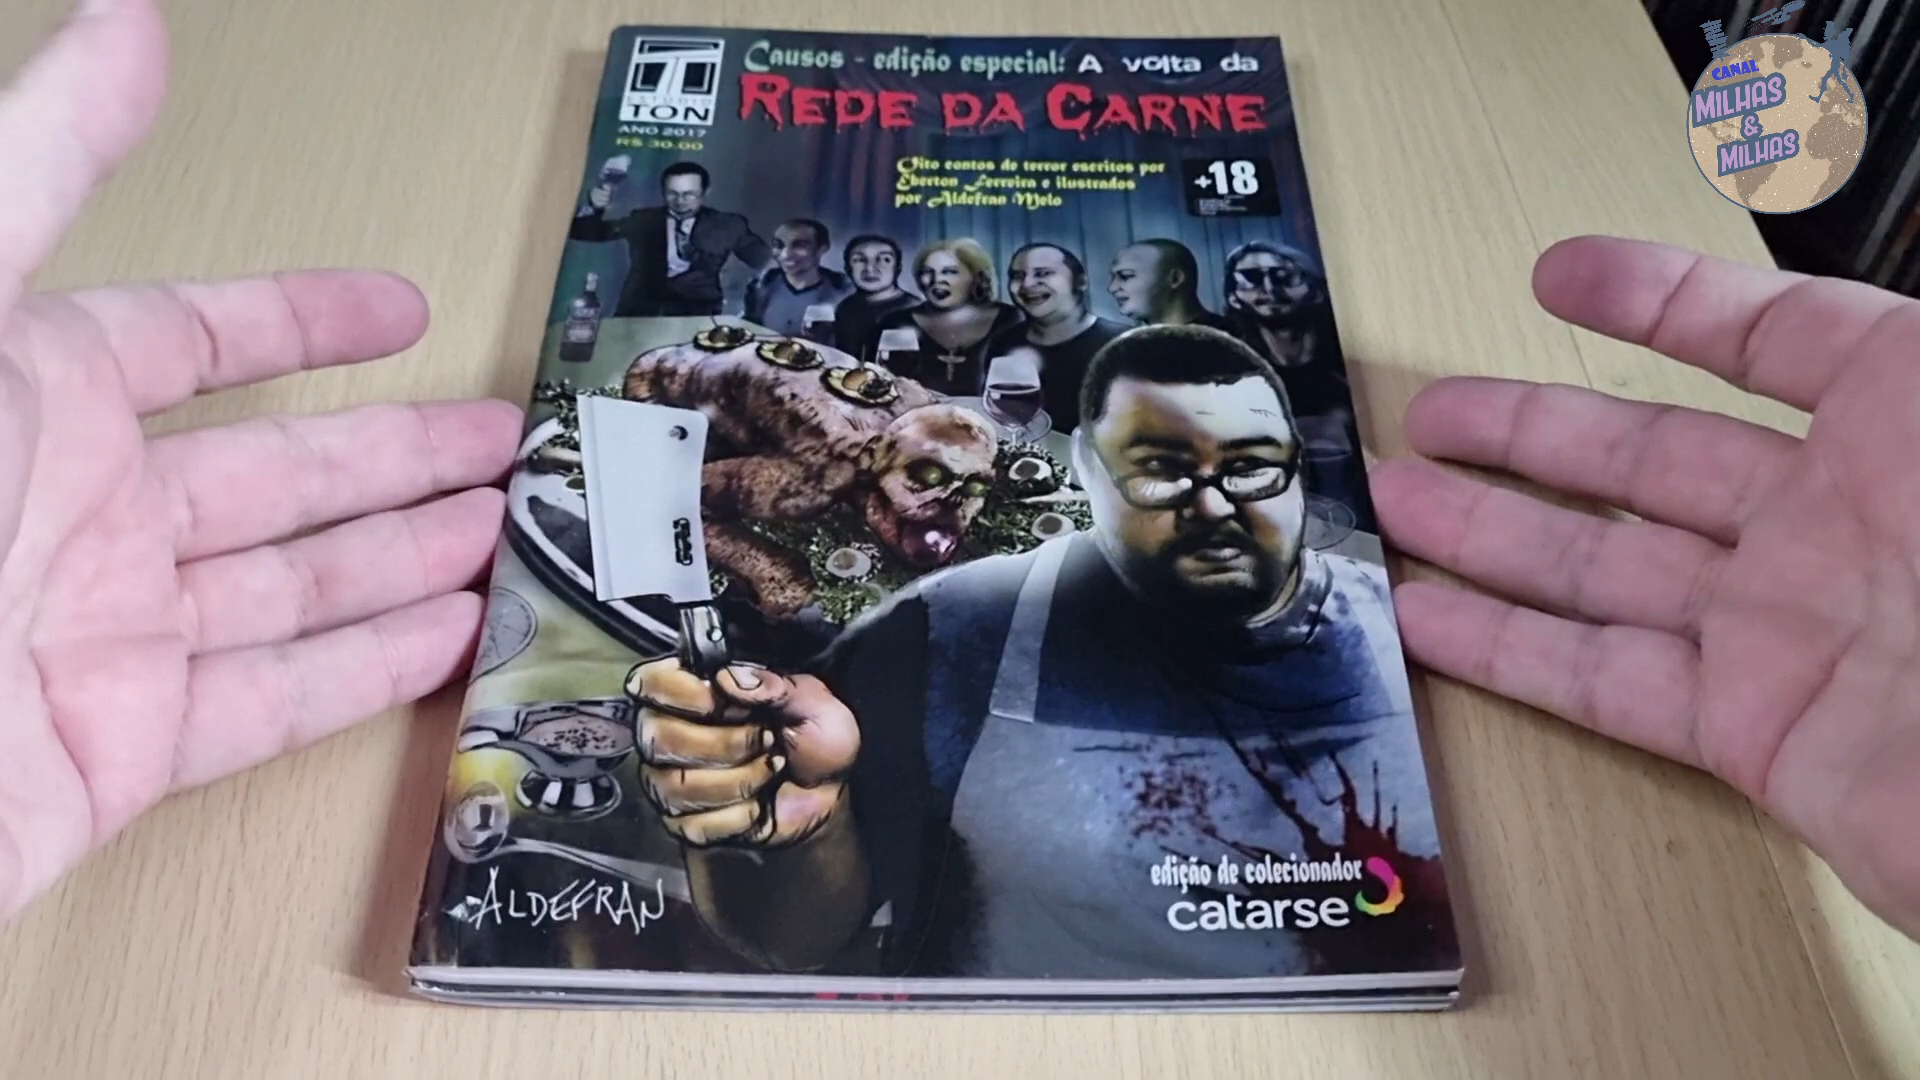 Causos - edição especial: A volta da
REDE DA CARNE
ESTUDIO
TON
ANO 2017
R$ 30.00
Oito contos de terror escritos por
Eberton Ferreira e ilustrados
por Aldefran Melo
+18
ALDEFRAN
edição de colecionador
catarse
CANAL
MILHAS
&
MILHAS